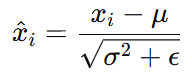 x̂ᵢ = (xᵢ − μ) / √(σ² + ϵ)